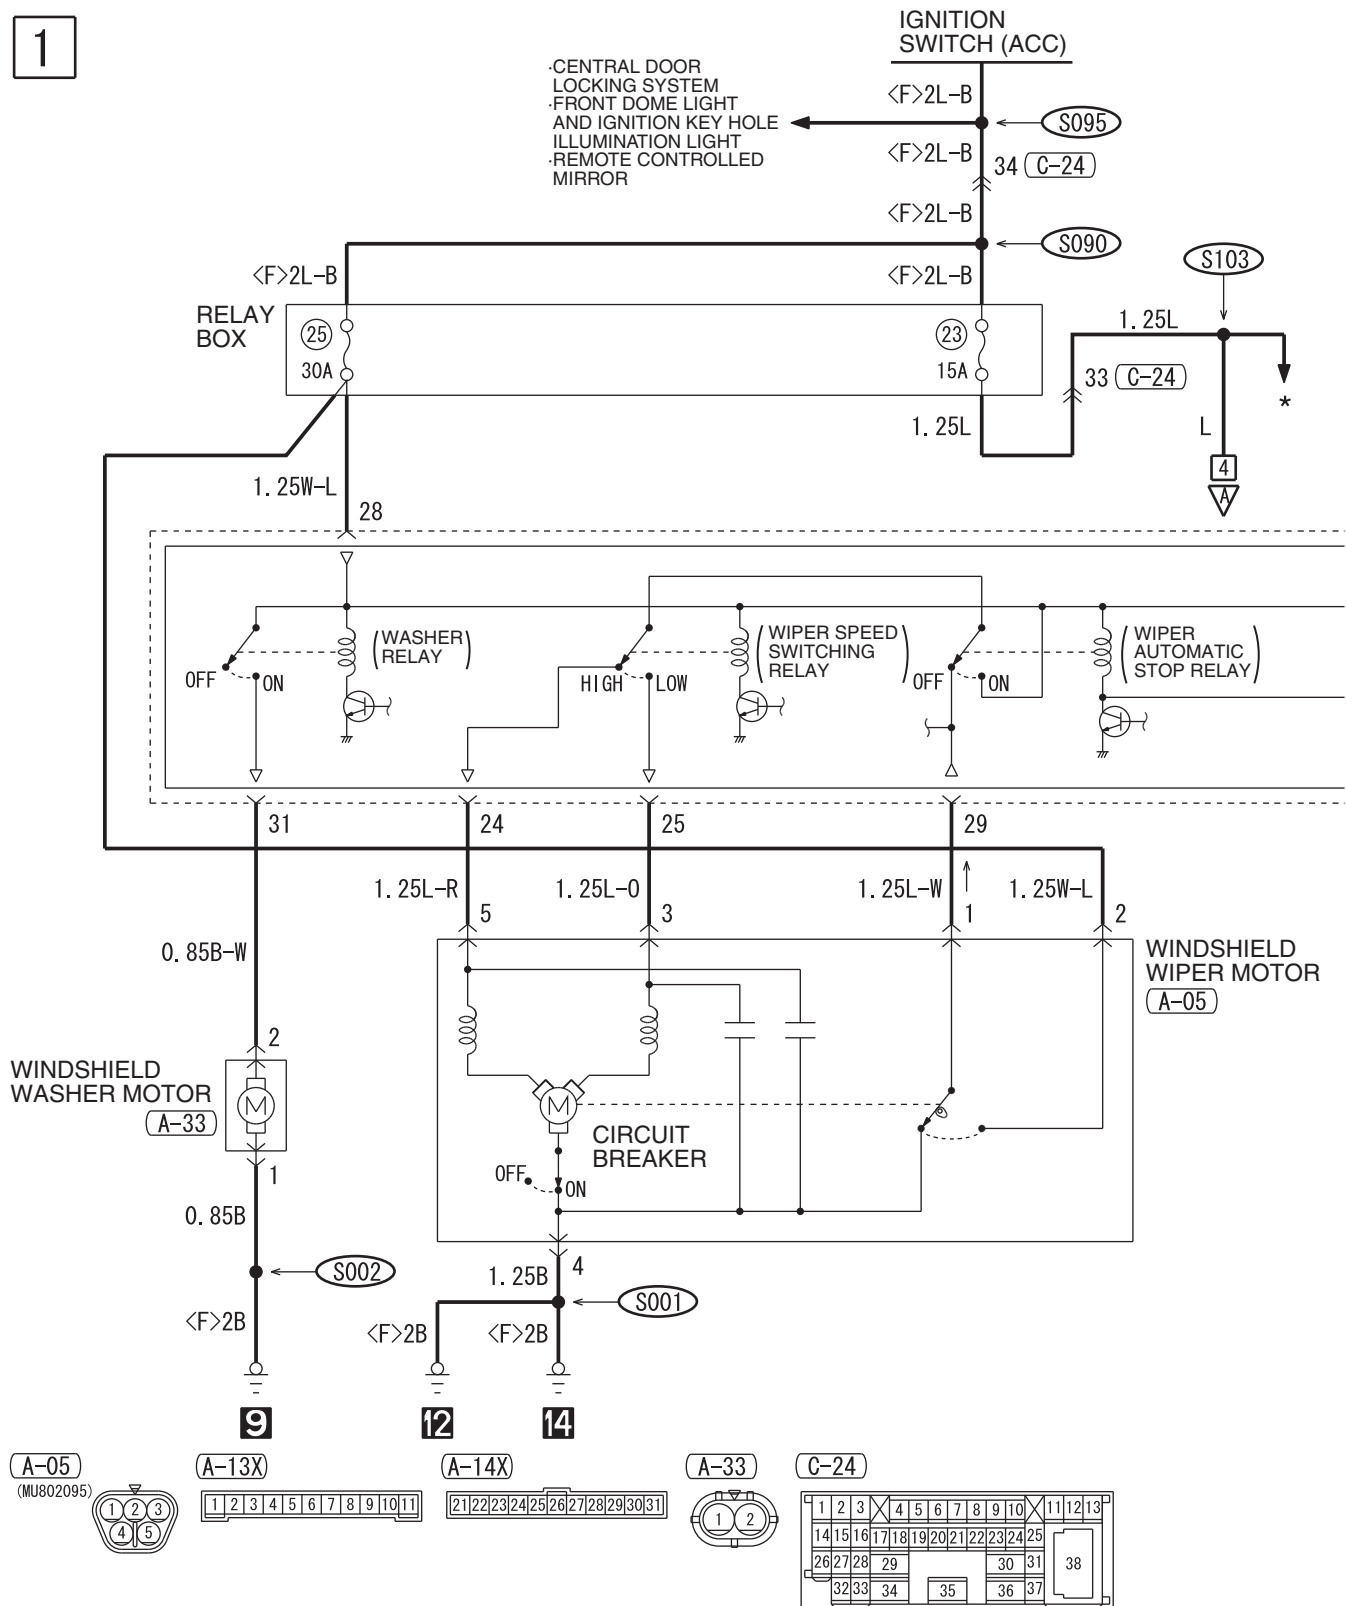 1
IGNITION
SWITCH (ACC)
·CENTRAL DOOR
LOCKING SYSTEM
·FRONT DOME LIGHT
AND IGNITION KEY HOLE
ILLUMINATION LIGHT
·REMOTE CONTROLLED
MIRROR
<F>2L-B
S095
<F>2L-B
34 C-24
<F>2L-B
S090
<F>2L-B
<F>2L-B
S103
RELAY
BOX
25
30A
23
15A
1.25L
33 C-24
*
1.25L
L
4
A
1.25W-L
28
OFF
ON
(WASHER
RELAY)
HIGH
LOW
(WIPER SPEED
SWITCHING
RELAY)
OFF
ON
(WIPER
AUTOMATIC
STOP RELAY)
31
24
25
29
1.25L-R
1.25L-O
1.25L-W
1.25W-L
5
3
1
2
0.85B-W
WINDSHIELD
WIPER MOTOR
A-05
2
WINDSHIELD
WASHER MOTOR
A-33
M
M
1
CIRCUIT
BREAKER
OFF
ON
0.85B
S002
4
1.25B
S001
<F>2B
<F>2B
<F>2B
9
12
14
A-05
(MU802095)
1 2 3
4 5
A-13X
1 2 3 4 5 6 7 8 9 10 11
A-14X
21 22 23 24 25 26 27 28 29 30 31
A-33
1 2
C-24
1 2 3 4 5 6 7 8 9 10 11 12 13
14 15 16 17 18 19 20 21 22 23 24 25
26 27 28 29 30 31 38
32 33 34 35 36 37